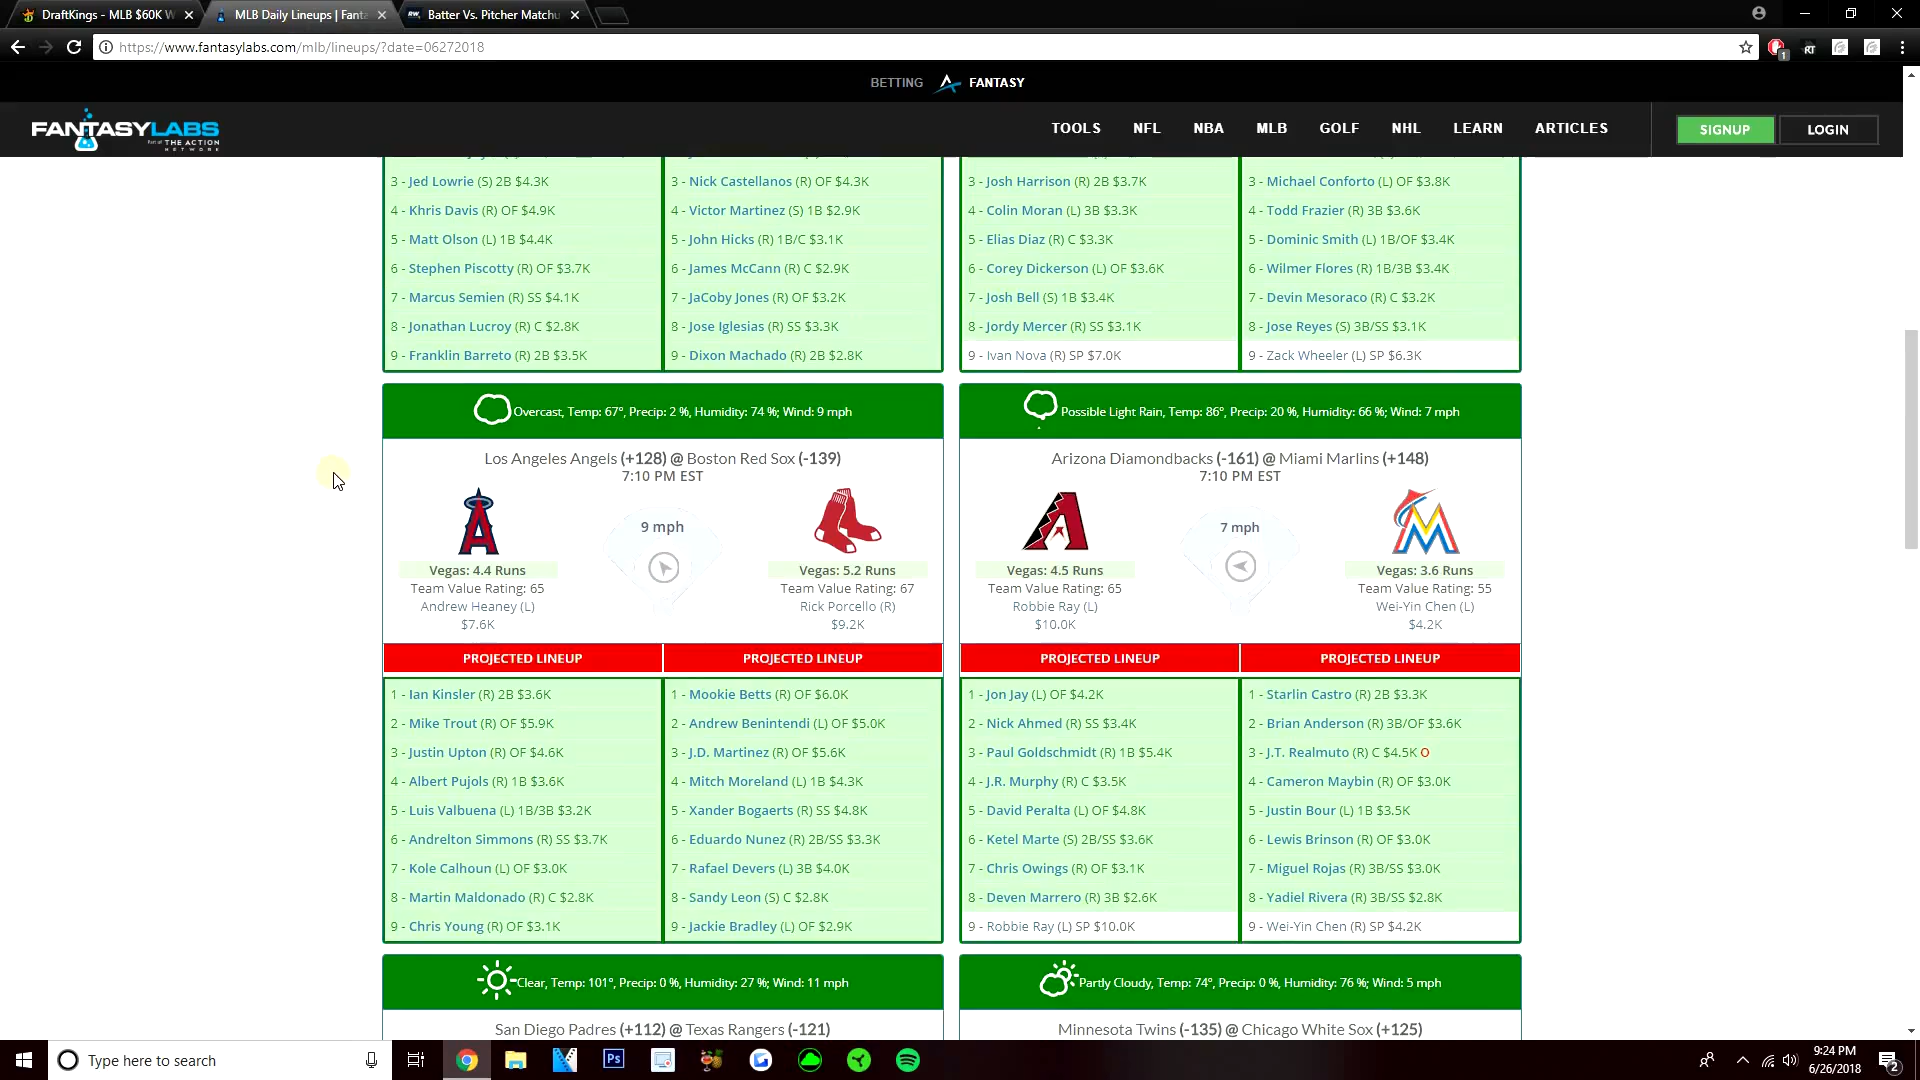 DraftKings - MLB $60K W
MLB Daily Lineups | Fanta
Batter Vs. Pitcher Matchu
https://www.fantasylabs.com/mlb/lineups/?date=06272018
BETTING FANTASY
FANTASYLABS
Part of THE ACTION NETWORK
TOOLS NFL NBA MLB GOLF NHL LEARN ARTICLES
SIGNUP LOGIN
3 - Jed Lowrie (S) 2B $4.3K
4 - Khris Davis (R) OF $4.9K
5 - Matt Olson (L) 1B $4.4K
6 - Stephen Piscotty (R) OF $3.7K
7 - Marcus Semien (R) SS $4.1K
8 - Jonathan Lucroy (R) C $2.8K
9 - Franklin Barreto (R) 2B $3.5K
3 - Nick Castellanos (R) OF $4.3K
4 - Victor Martinez (S) 1B $2.9K
5 - John Hicks (R) 1B/C $3.1K
6 - James McCann (R) C $2.9K
7 - JaCoby Jones (R) OF $3.2K
8 - Jose Iglesias (R) SS $3.3K
9 - Dixon Machado (R) 2B $2.8K
3 - Josh Harrison (R) 2B $3.7K
4 - Colin Moran (L) 3B $3.3K
5 - Elias Diaz (R) C $3.3K
6 - Corey Dickerson (L) OF $3.6K
7 - Josh Bell (S) 1B $3.4K
8 - Jordy Mercer (R) SS $3.1K
9 - Ivan Nova (R) SP $7.0K
3 - Michael Conforto (L) OF $3.8K
4 - Todd Frazier (R) 3B $3.6K
5 - Dominic Smith (L) 1B/OF $3.4K
6 - Wilmer Flores (R) 1B/3B $3.4K
7 - Devin Mesoraco (R) C $3.2K
8 - Jose Reyes (S) 3B/SS $3.1K
9 - Zack Wheeler (L) SP $6.3K
Overcast, Temp: 67°, Precip: 2 %, Humidity: 74 %; Wind: 9 mph
Los Angeles Angels (+128) @ Boston Red Sox (-139)
7:10 PM EST
9 mph
Vegas: 4.4 Runs
Team Value Rating: 65
Andrew Heaney (L)
$7.6K
Vegas: 5.2 Runs
Team Value Rating: 67
Rick Porcello (R)
$9.2K
PROJECTED LINEUP
1 - Ian Kinsler (R) 2B $3.6K
2 - Mike Trout (R) OF $5.9K
3 - Justin Upton (R) OF $4.6K
4 - Albert Pujols (R) 1B $3.6K
5 - Luis Valbuena (L) 1B/3B $3.2K
6 - Andrelton Simmons (R) SS $3.7K
7 - Kole Calhoun (L) OF $3.0K
8 - Martin Maldonado (R) C $2.8K
9 - Chris Young (R) OF $3.1K
PROJECTED LINEUP
1 - Mookie Betts (R) OF $6.0K
2 - Andrew Benintendi (L) OF $5.0K
3 - J.D. Martinez (R) OF $5.6K
4 - Mitch Moreland (L) 1B $4.3K
5 - Xander Bogaerts (R) SS $4.8K
6 - Eduardo Nunez (R) 2B/SS $3.3K
7 - Rafael Devers (L) 3B $4.0K
8 - Sandy Leon (S) C $2.8K
9 - Jackie Bradley (L) OF $2.9K
Possible Light Rain, Temp: 86°, Precip: 20 %, Humidity: 66 %; Wind: 7 mph
Arizona Diamondbacks (-161) @ Miami Marlins (+148)
7:10 PM EST
7 mph
Vegas: 4.5 Runs
Team Value Rating: 65
Robbie Ray (L)
$10.0K
Vegas: 3.6 Runs
Team Value Rating: 55
Wei-Yin Chen (L)
$4.2K
PROJECTED LINEUP
1 - Jon Jay (L) OF $4.2K
2 - Nick Ahmed (R) SS $3.4K
3 - Paul Goldschmidt (R) 1B $5.4K
4 - J.R. Murphy (R) C $3.5K
5 - David Peralta (L) OF $4.8K
6 - Ketel Marte (S) 2B/SS $3.6K
7 - Chris Owings (R) OF $3.1K
8 - Deven Marrero (R) 3B $2.6K
9 - Robbie Ray (L) SP $10.0K
PROJECTED LINEUP
1 - Starlin Castro (R) 2B $3.3K
2 - Brian Anderson (R) 3B/OF $3.6K
3 - J.T. Realmuto (R) C $4.5K O
4 - Cameron Maybin (R) OF $3.0K
5 - Justin Bour (L) 1B $3.5K
6 - Lewis Brinson (R) OF $3.0K
7 - Miguel Rojas (R) 3B/SS $3.0K
8 - Yadiel Rivera (R) 3B/SS $2.8K
9 - Wei-Yin Chen (R) SP $4.2K
Clear, Temp: 101°, Precip: 0 %, Humidity: 27 %; Wind: 11 mph
San Diego Padres (+112) @ Texas Rangers (-121)
Partly Cloudy, Temp: 74°, Precip: 0 %, Humidity: 76 %; Wind: 5 mph
Minnesota Twins (-135) @ Chicago White Sox (+125)
Type here to search
9:24 PM
6/26/2018
2